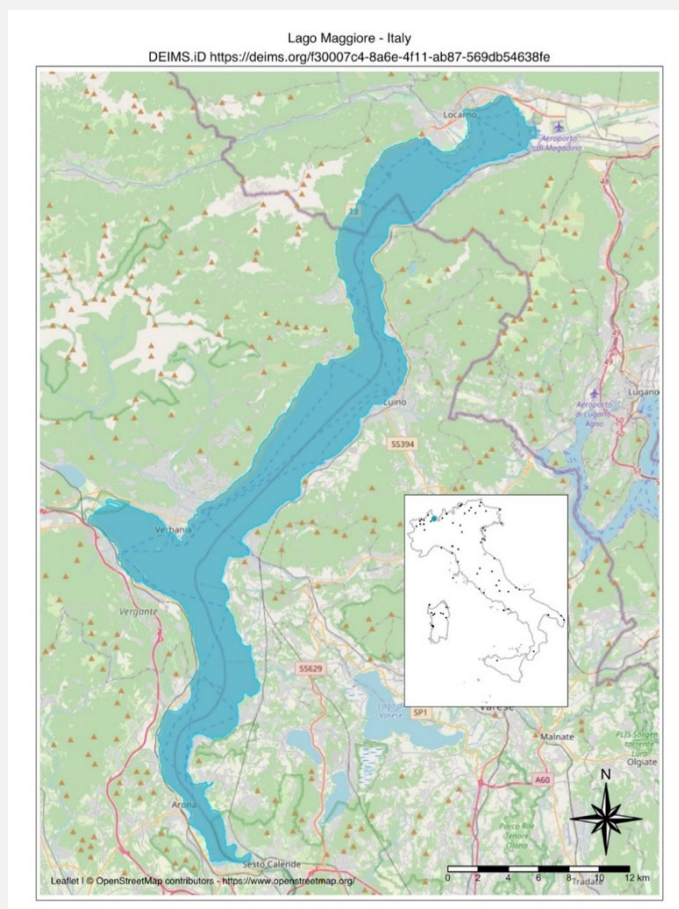 Lago Maggiore - Italy
DEIMS.iD https://deims.org/f30007c4-8a6e-4f11-ab87-569db54638fe
Locarno
Aeroporto
di Magadino
Lugano
Aeroporto
di Lugano
Agno
Luino
SS394
Verbania
Vergante
SS629
Lago di
Varese
SP1
Varese
Malnate
Olgiate
A60
N
Arona
Sesto Calende
Tradate
0 2 4 6 8 10 12 km
Leaflet | © OpenStreetMap contributors - https://www.openstreetmap.org/